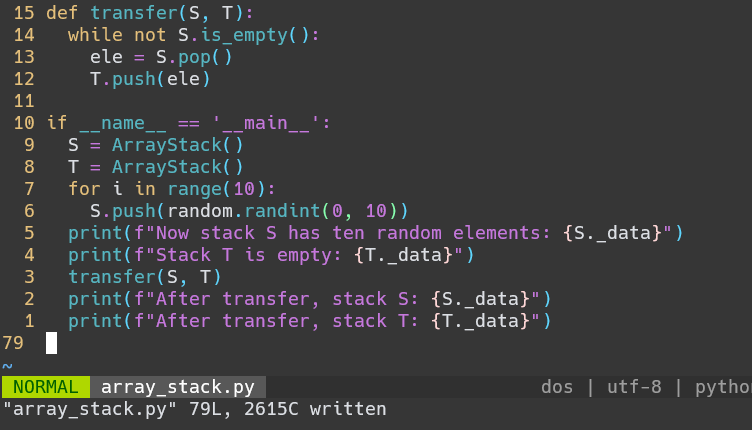 15 def transfer(S, T):
14   while not S.is_empty():
13     ele = S.pop()
12     T.push(ele)
11
10 if __name__ == '__main__':
 9   S = ArrayStack()
 8   T = ArrayStack()
 7   for i in range(10):
 6     S.push(random.randint(0, 10))
 5   print(f"Now stack S has ten random elements: {S._data}")
 4   print(f"Stack T is empty: {T._data}")
 3   transfer(S, T)
 2   print(f"After transfer, stack S: {S._data}")
 1   print(f"After transfer, stack T: {T._data}")
79
~
NORMAL array_stack.py dos | utf-8 | python
"array_stack.py" 79L, 2615C written